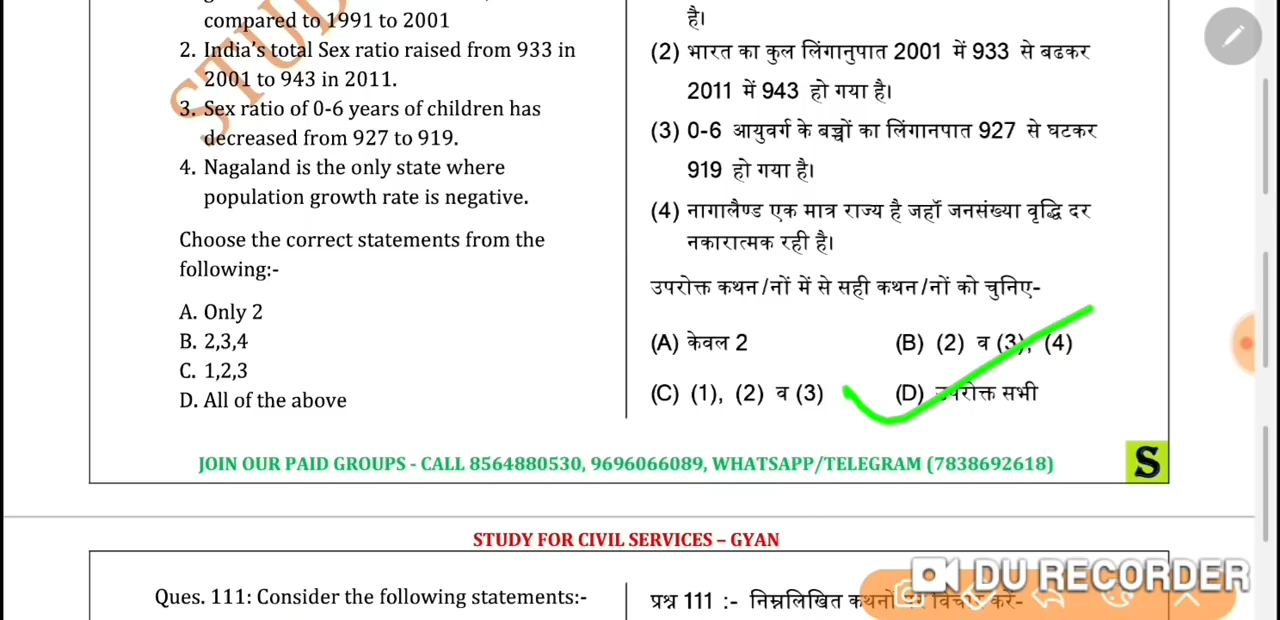 compared to 1991 to 2001
2. India's total Sex ratio raised from 933 in
2001 to 943 in 2011.
3. Sex ratio of 0-6 years of children has
decreased from 927 to 919.
4. Nagaland is the only state where
population growth rate is negative.
Choose the correct statements from the
following:-
A. Only 2
B. 2,3,4
C. 1,2,3
D. All of the above
है।
(2) भारत का कुल लिंगानुपात 2001 में 933 से बढकर
2011 में 943 हो गया है।
(3) 0-6 आयुवर्ग के बच्चों का लिंगानपात 927 से घटकर
919 हो गया है।
(4) नागालैण्ड एक मात्र राज्य है जहॉ जनसंख्या वृद्धि दर
नकारात्मक रही है।
उपरोक्त कथन/नों में से सही कथन/नों को चुनिए-
(A) केवल 2 (B) (2) व (3), (4)
(C) (1), (2) व (3) (D) उपरोक्त सभी
JOIN OUR PAID GROUPS - CALL 8564880530, 9696066089, WHATSAPP/TELEGRAM (7838692618)
S
STUDY FOR CIVIL SERVICES – GYAN
DU RECORDER
Ques. 111: Consider the following statements:-
प्रश्न 111 :- निम्नलिखित कथनों पर विचार करें-